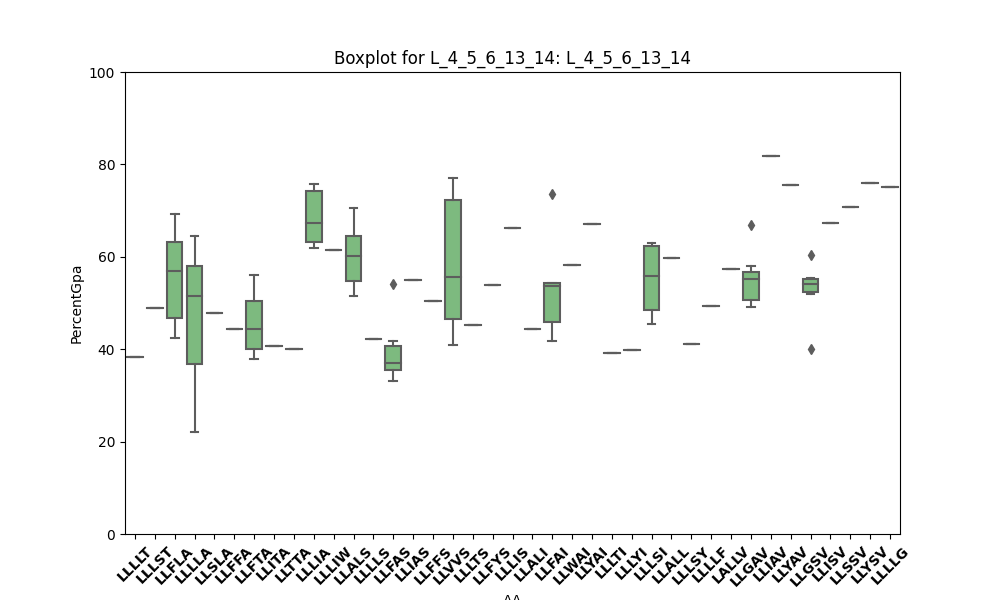 Boxplot for L_4_5_6_13_14: L_4_5_6_13_14
PercentGpa
100
80
60
40
20
0
LLLLT
LLLST
LLFLA
LLLLA
LLSLA
LLFFA
LLFTA
LLITA
LLTTA
LLLIA
LLLIW
LLALS
LLLLS
LLFAS
LLIAS
LLFFS
LLVVS
LLLTS
LLFYS
LLLIS
LLALI
LLFAI
LLWAI
LLYAI
LLLTI
LLLYI
LLLSI
LLALL
LLLSY
LLLLF
LALLV
LLGAV
LLIAV
LLYAV
LLGSV
LLISV
LLSSV
LLYSV
LLLLG